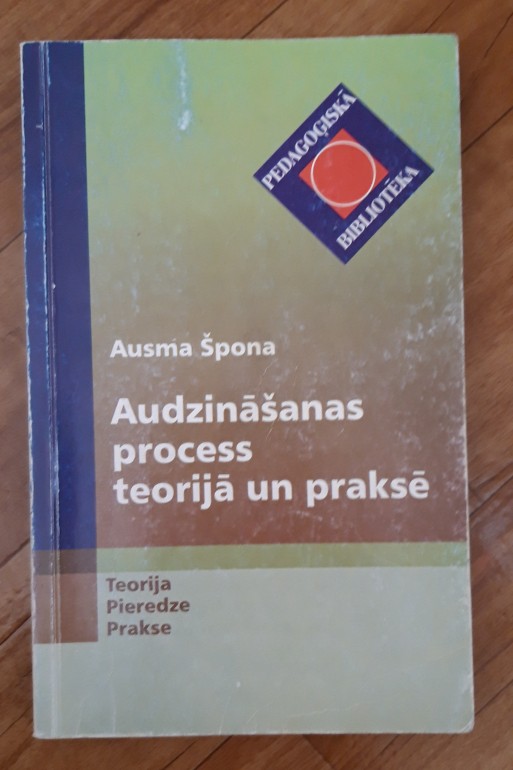 PEDAGOĢISKĀ
BIBLIOTĒKA
Ausma Špona
Audzināšanas
process
teorijā un praksē
Teorija
Pieredze
Prakse